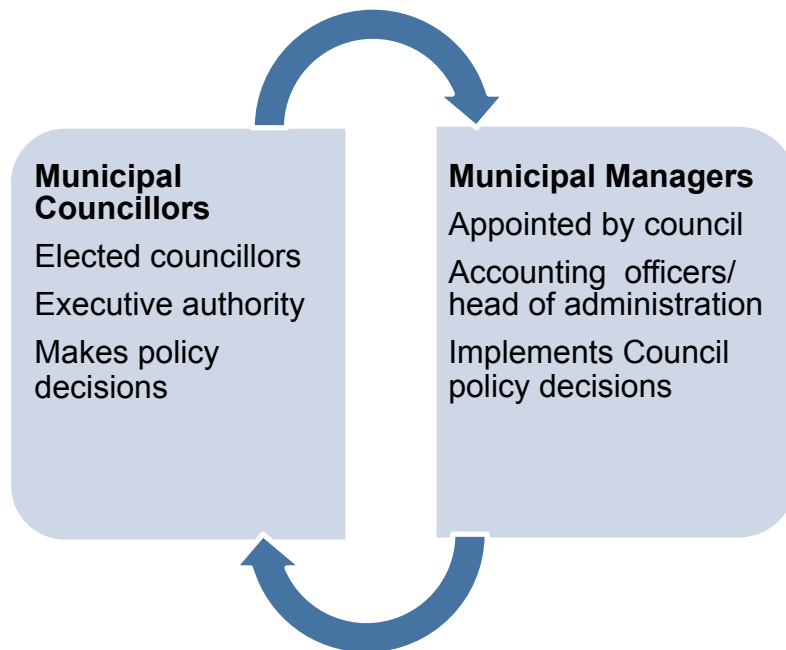 Municipal
Councillors
Elected councillors
Executive authority
Makes policy
decisions
Municipal Managers
Appointed by council
Accounting officers/
head of administration
Implements Council
policy decisions